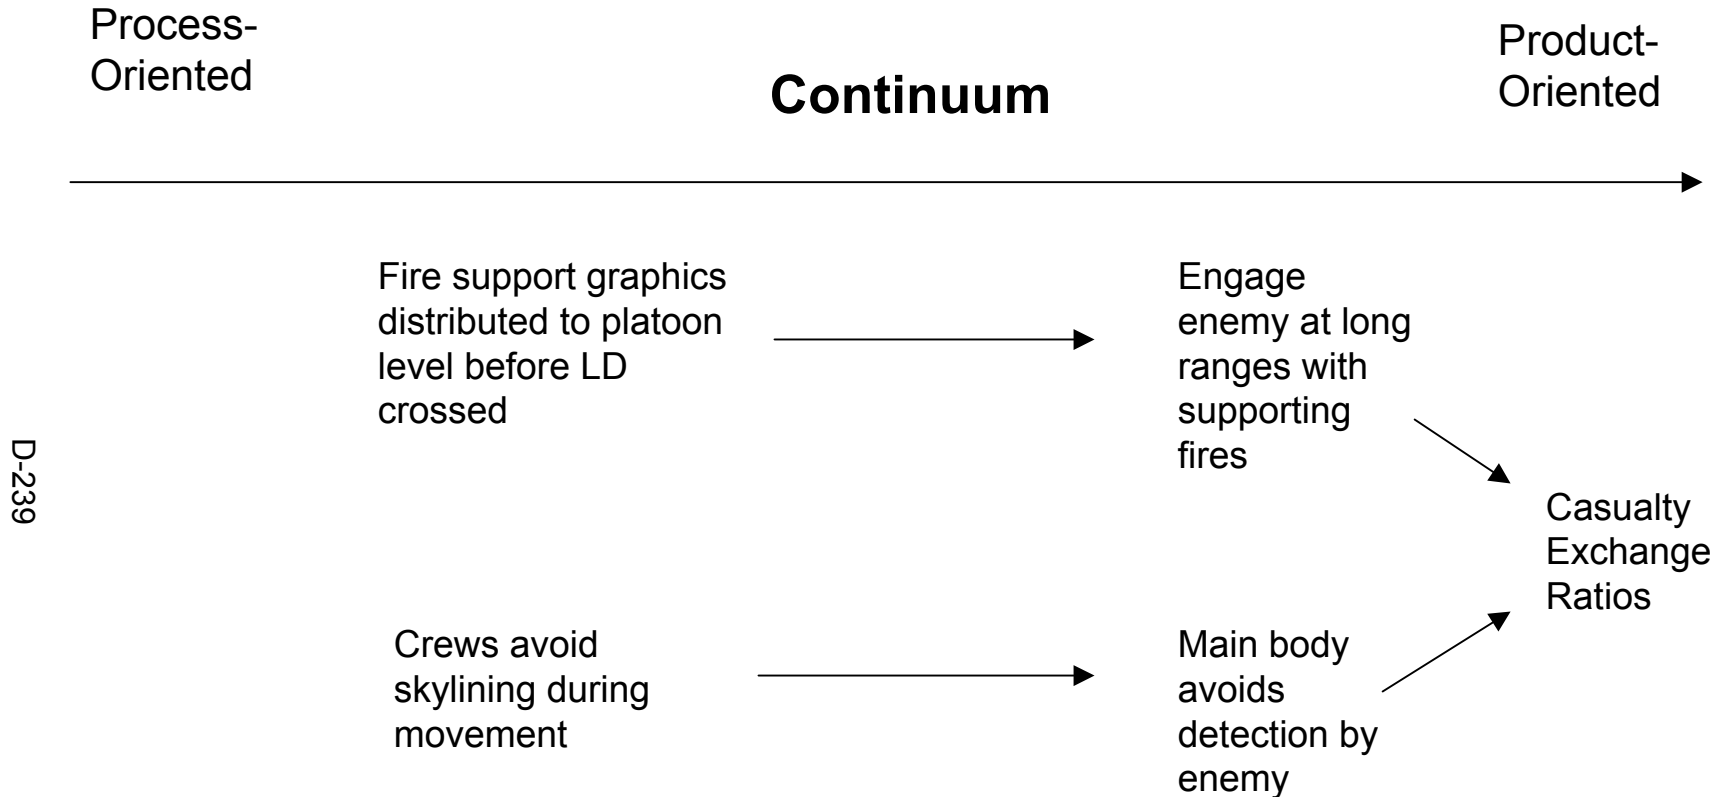 Process-
Oriented
Continuum
Product-
Oriented
Fire support graphics
distributed to platoon
level before LD
crossed
Engage
enemy at long
ranges with
supporting
fires
Casualty
Exchange
Ratios
Crews avoid
skylining during
movement
Main body
avoids
detection by
enemy
D-239